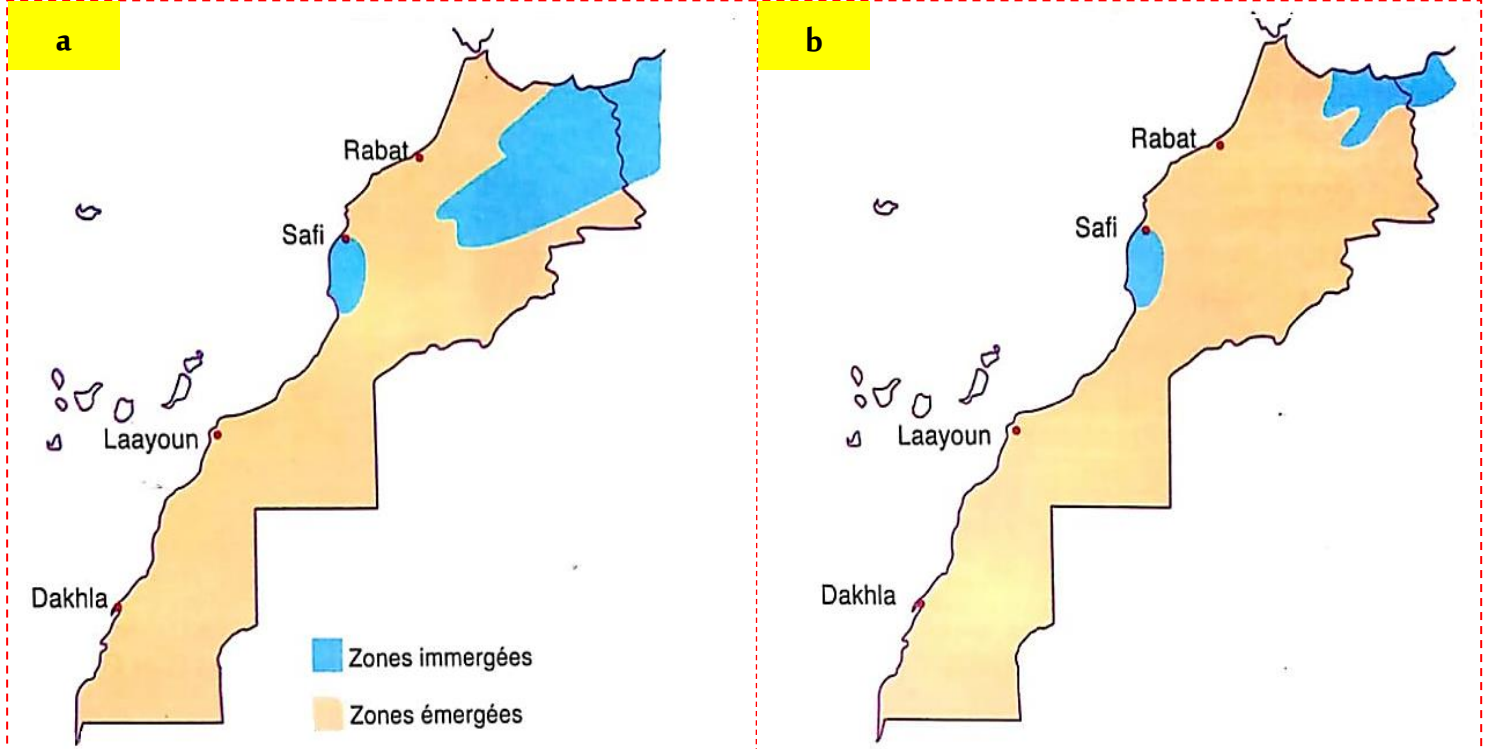 a
Rabat
Safi
Laayoun
Dakhla
Zones immergées
Zones émergées
b
Rabat
Safi
Laayoun
Dakhla